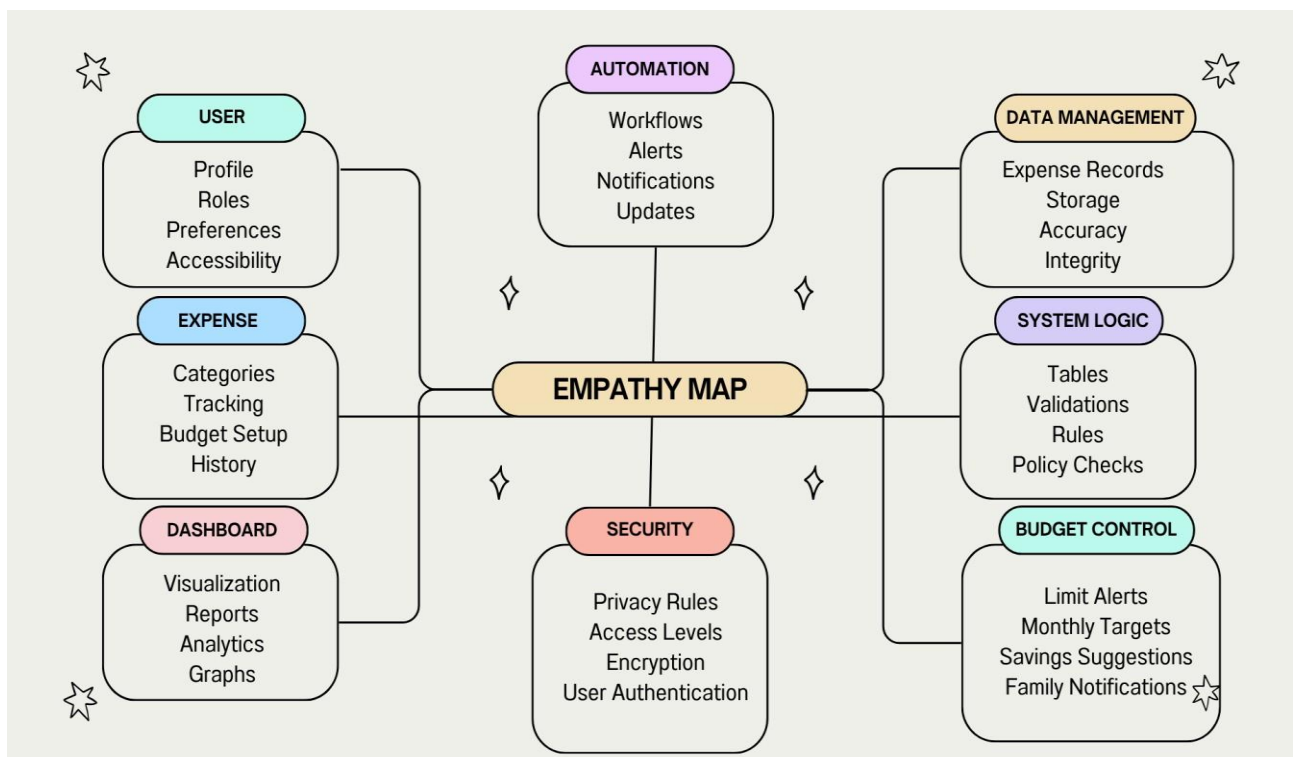 AUTOMATION
Workflows
Alerts
Notifications
Updates
USER
Profile
Roles
Preferences
Accessibility
DATA MANAGEMENT
Expense Records
Storage
Accuracy
Integrity
EXPENSE
Categories
Tracking
Budget Setup
History
SYSTEM LOGIC
Tables
Validations
Rules
Policy Checks
EMPATHY MAP
DASHBOARD
Visualization
Reports
Analytics
Graphs
SECURITY
Privacy Rules
Access Levels
Encryption
User Authentication
BUDGET CONTROL
Limit Alerts
Monthly Targets
Savings Suggestions
Family Notifications